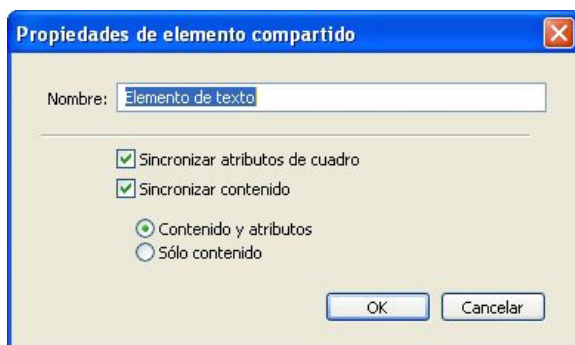 Propiedades de elemento compartido
Nombre: Elemento de texto
Sincronizar atributos de cuadro
Sincronizar contenido
Contenido y atributos
Sólo contenido
OK Cancelar